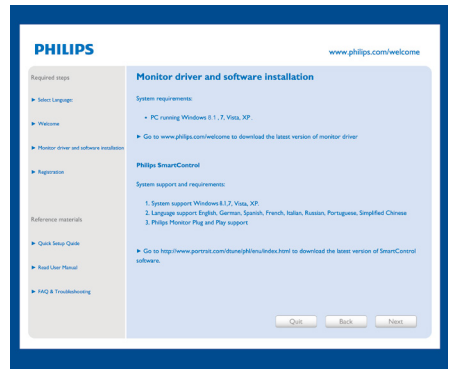 PHILIPS
www.philips.com/welcome
Required steps
Select Language:
Welcome
Monitor driver and software installation
Registration
Reference materials
Quick Setup Guide
Read User Manual
FAQ & Troubleshooting
Monitor driver and software installation
System requirements:
• PC running Windows 8.1 , 7, Vista, XP.
Go to www.philips.com/welcome to download the latest version of monitor driver
Philips SmartControl
System support and requirements:
1. System support Windows8.1,7, Vista, XP.
2. Language support English, German, Spanish, French, Italian, Russian, Portuguese, Simplified Chinese
3. Philips Monitor Plug and Play support
Go to http://www.portrait.com/dtune/phl/enu/index.html to download the latest version of SmartControl
software.
Quit
Back
Next